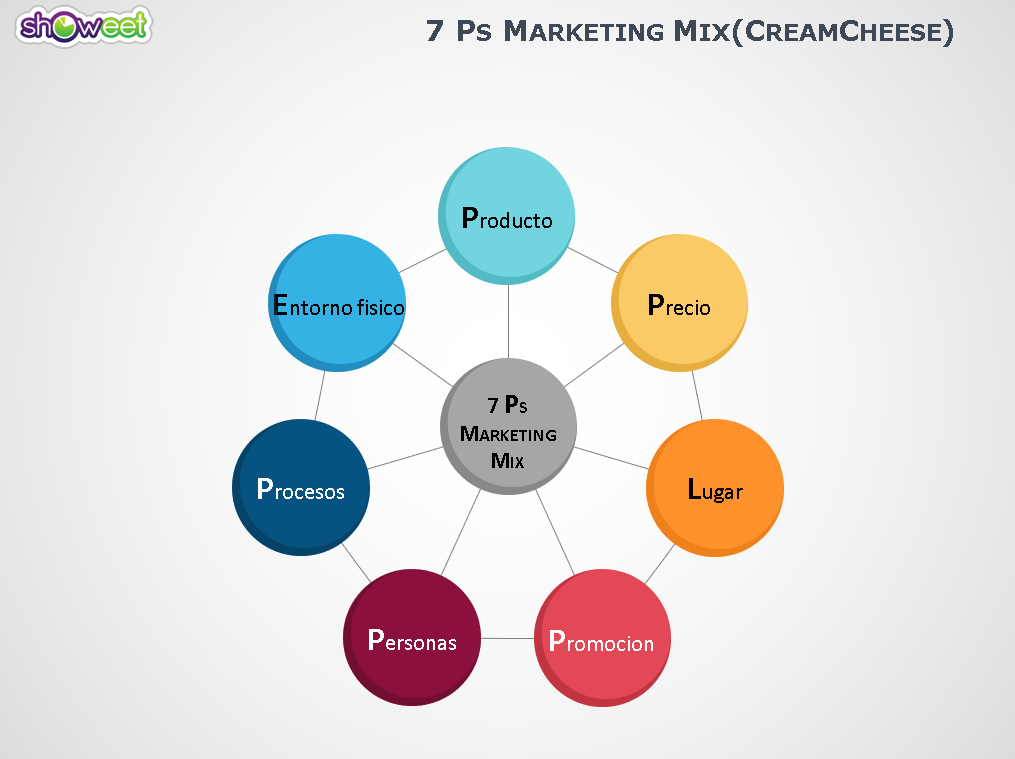 showeet
7 Ps Marketing Mix(CreamCheese)
Producto
Entorno fisico
Precio
7 Ps
Marketing
Mix
Procesos
Lugar
Personas
Promocion